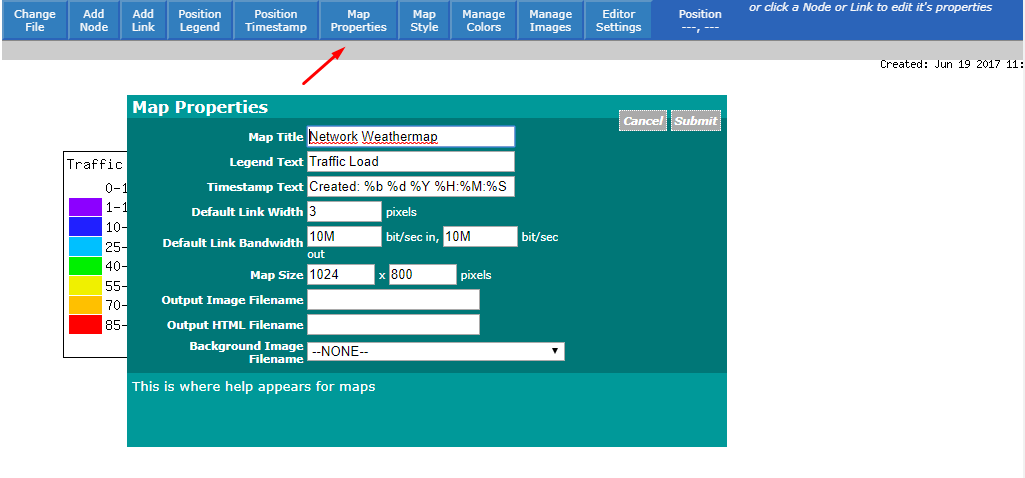 Change File
Add Node
Add Link
Position Legend
Position Timestamp
Map Properties
Map Style
Manage Colors
Manage Images
Editor Settings
Position ---, ---
or click a Node or Link to edit it's properties
Created: Jun 19 2017 11:
Map Properties
Cancel Submit
Map Title Network Weathermap
Legend Text Traffic Load
Timestamp Text Created: %b %d %Y %H:%M:%S
Default Link Width 3 pixels
Default Link Bandwidth 10M bit/sec in, 10M bit/sec
out
Map Size 1024 x 800 pixels
Output Image Filename
Output HTML Filename
Background Image
Filename --NONE--
This is where help appears for maps
Traffic
0-1
1-1
10-
25-
40-
55-
70-
85-